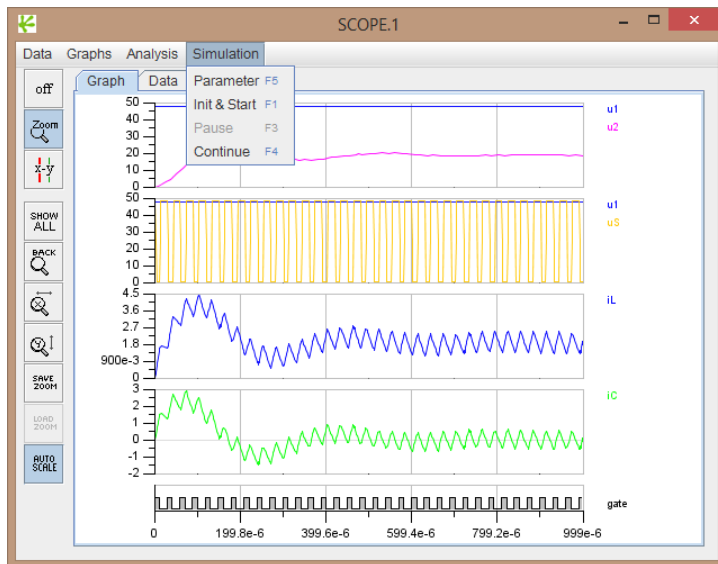 SCOPE.1
Data Graphs Analysis Simulation
Parameter F5
Init & Start F1
Pause F3
Continue F4
off
Zoom
x-y
SHOW
ALL
BACK
SAVE
ZOOM
LOAD
ZOOM
AUTO
SCALE
Graph Data
50
40
30
20
10
0
u1
u2
50
40
30
20
10
0
u1
uS
4.5
3.6
2.7
1.8
900e-3
0
iL
3
2
1
0
-1
-2
iC
gate
0 199.8e-6 399.6e-6 599.4e-6 799.2e-6 999e-6